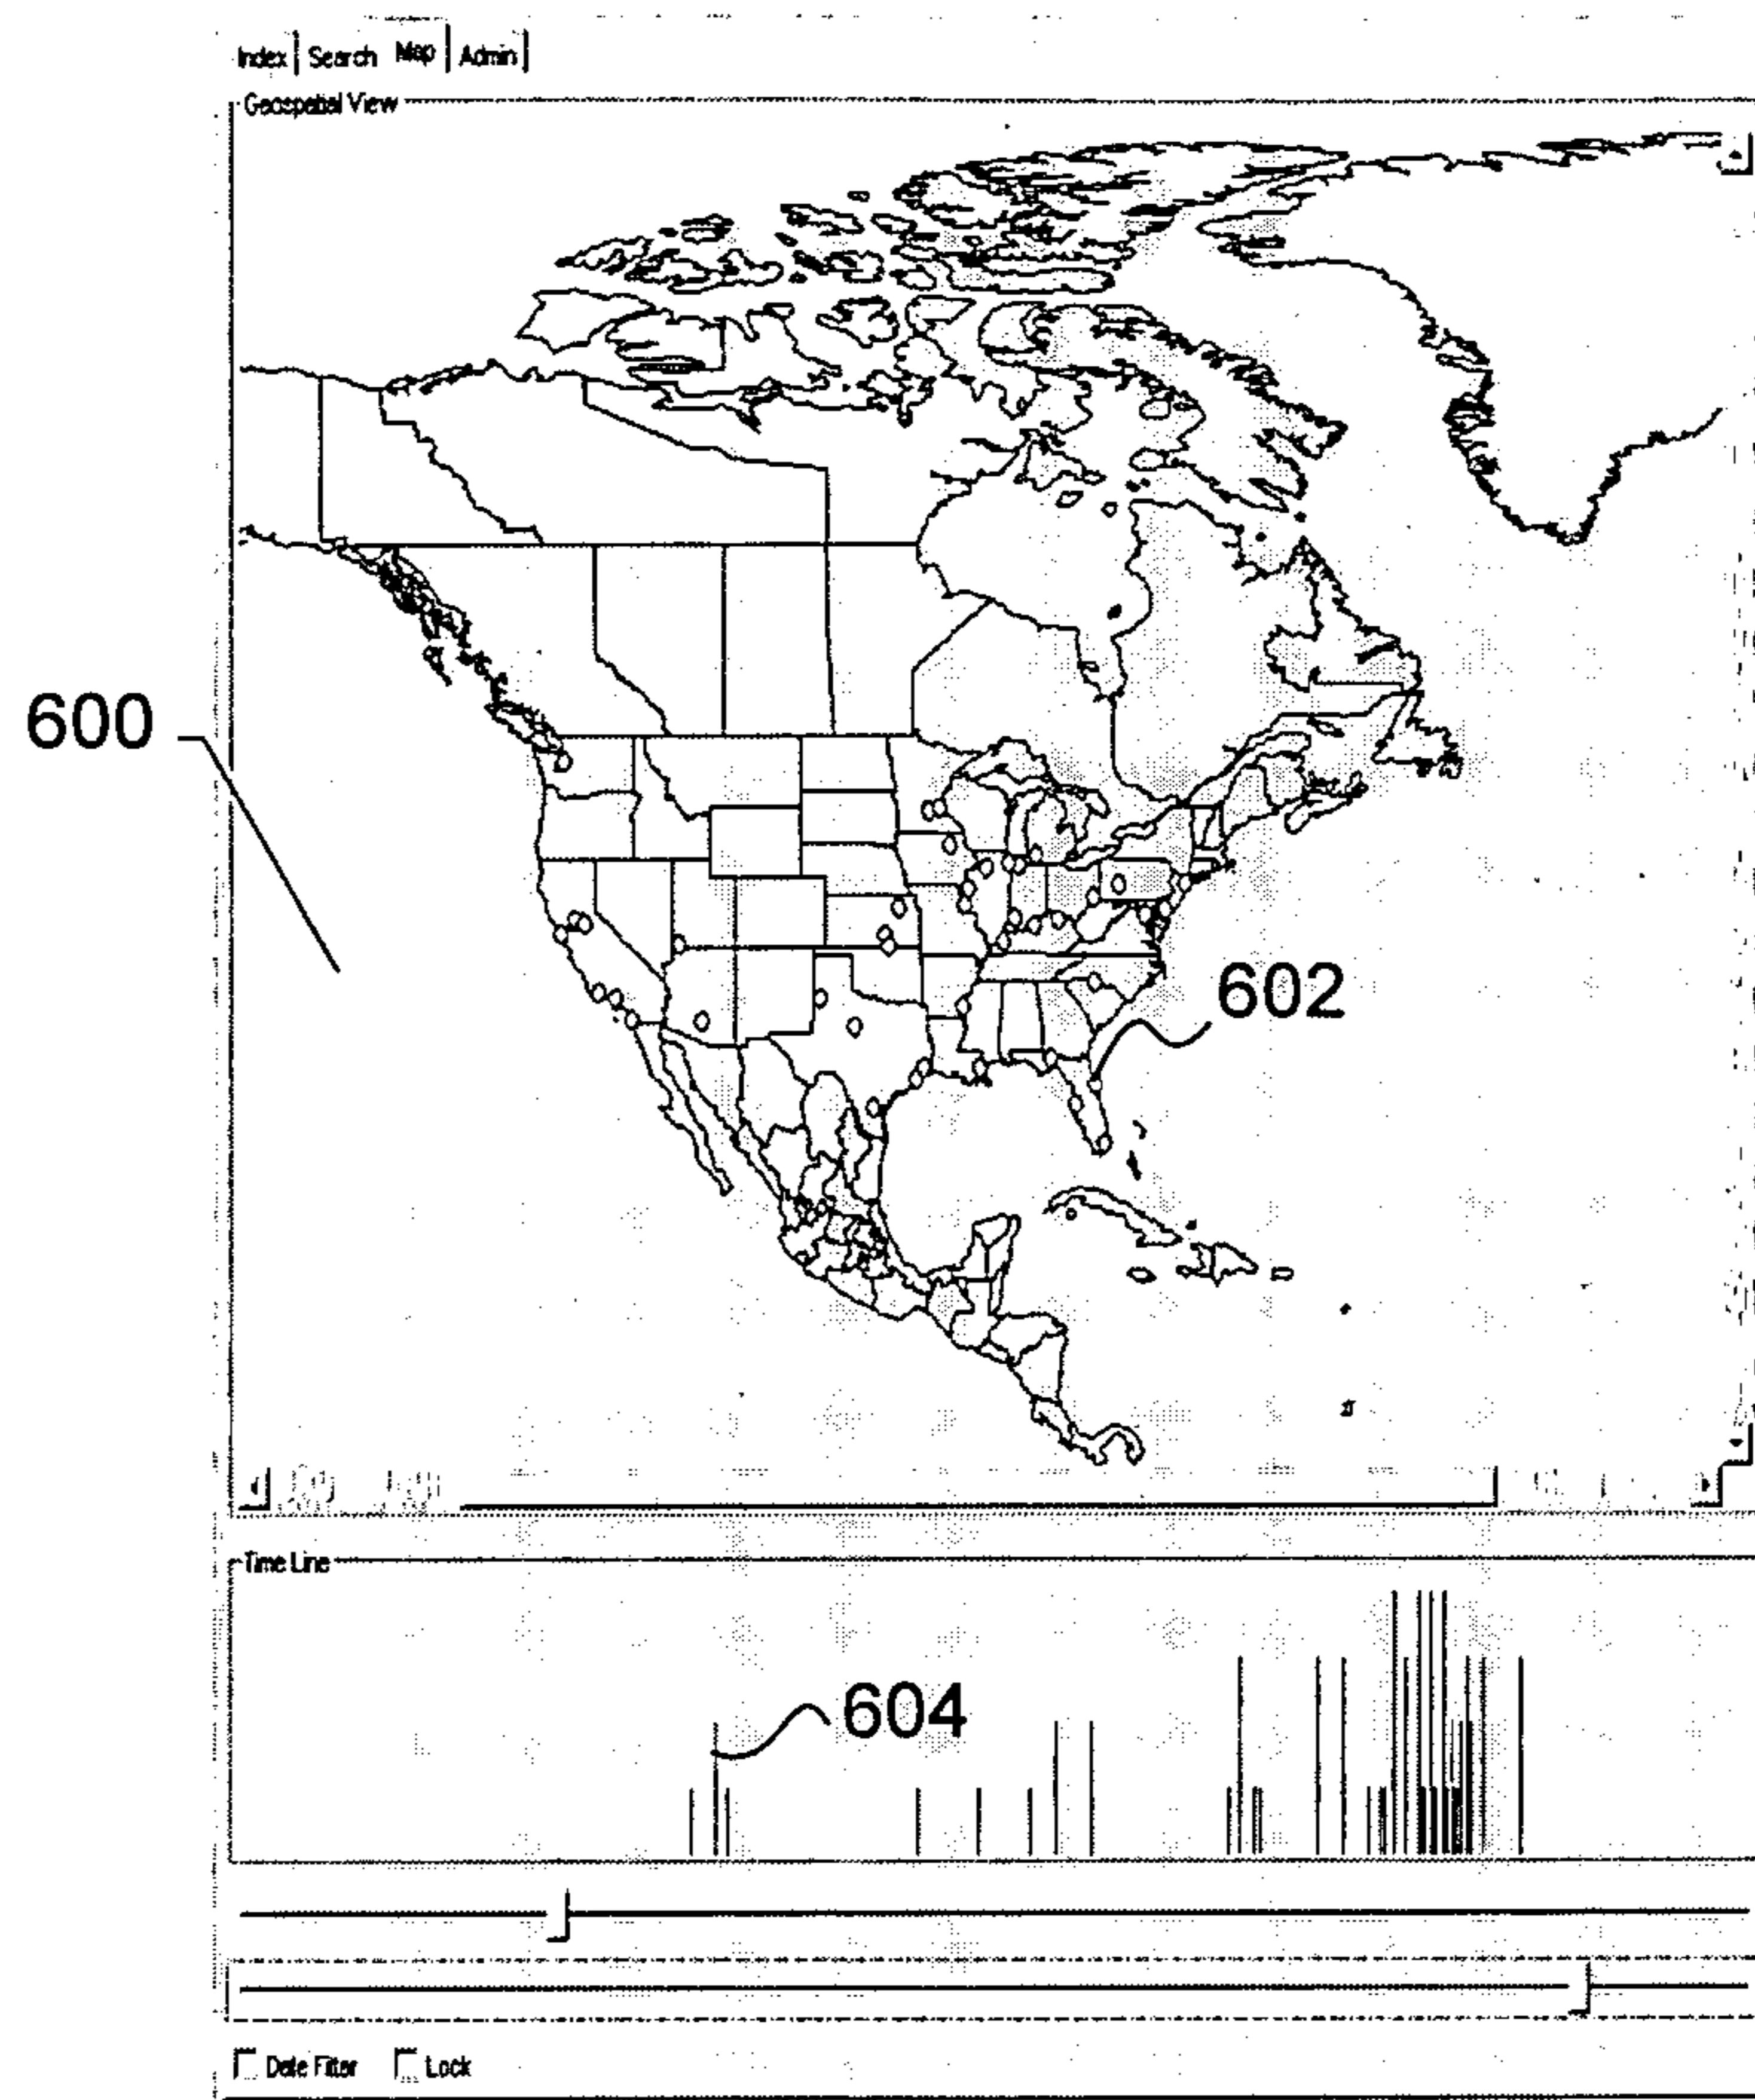 Index Search Map Admin
Geospatial View
600
602
Time Line
604
Date Filter Lock